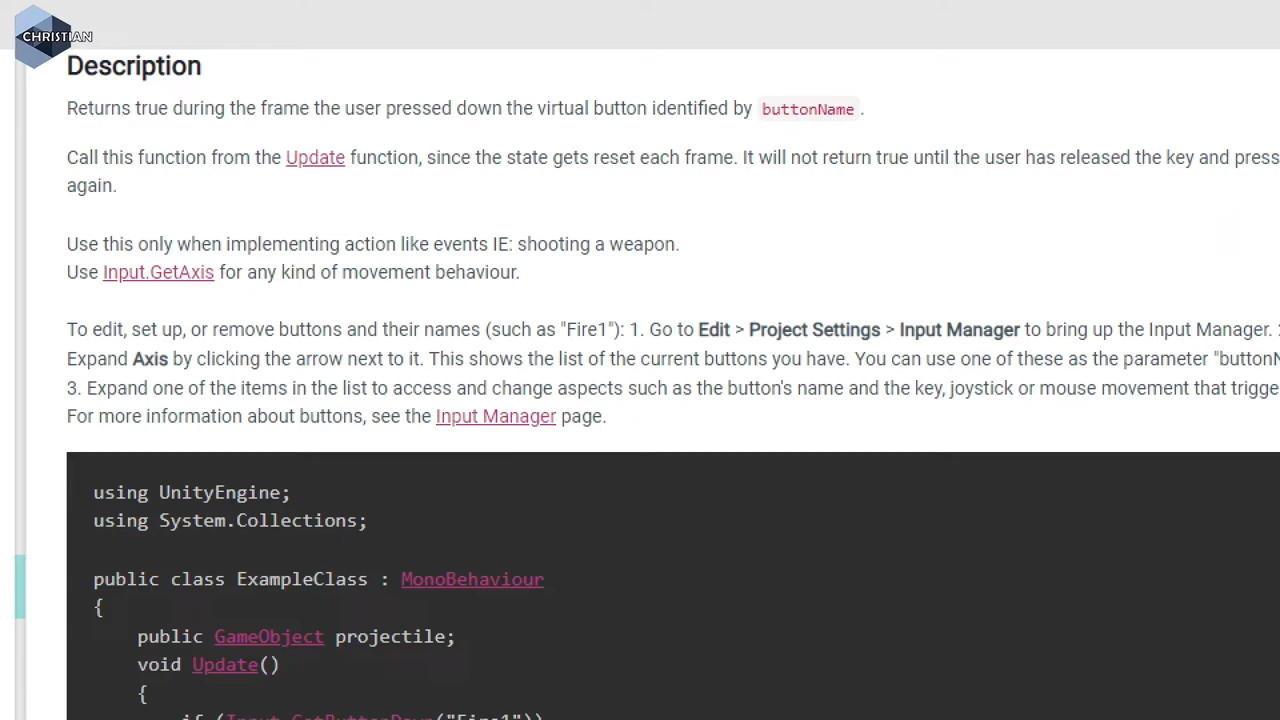 CHRISTIAN
Description
Returns true during the frame the user pressed down the virtual button identified by buttonName.
Call this function from the Update function, since the state gets reset each frame. It will not return true until the user has released the key and press
again.
Use this only when implementing action like events IE: shooting a weapon.
Use Input.GetAxis for any kind of movement behaviour.
To edit, set up, or remove buttons and their names (such as "Fire1"): 1. Go to Edit > Project Settings > Input Manager to bring up the Input Manager. 2
Expand Axis by clicking the arrow next to it. This shows the list of the current buttons you have. You can use one of these as the parameter "buttonN
3. Expand one of the items in the list to access and change aspects such as the button's name and the key, joystick or mouse movement that trigge
For more information about buttons, see the Input Manager page.
using UnityEngine;
using System.Collections;
public class ExampleClass : MonoBehaviour
{
public GameObject projectile;
void Update()
{
if (Input.GetButtonDown("Fire1"))